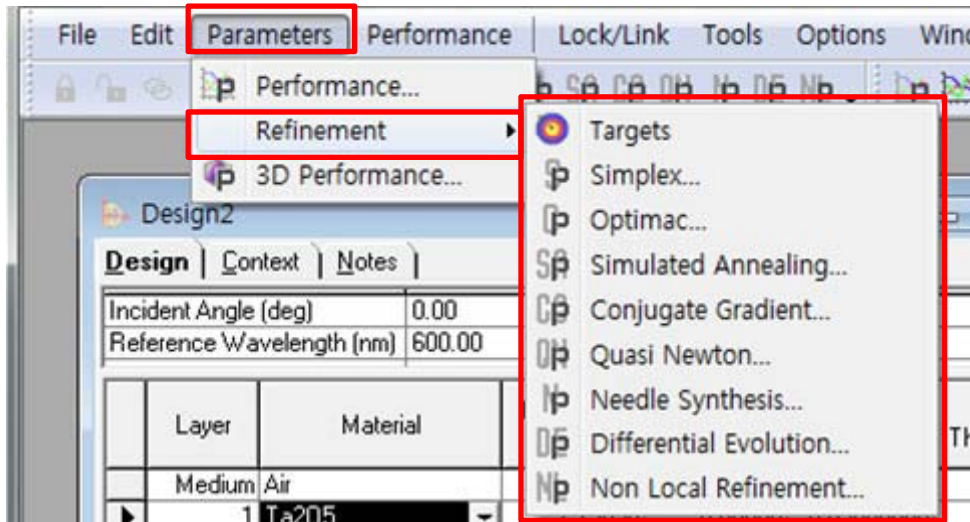 File Edit Parameters Performance Lock/Link Tools Options
Performance...
Refinement
3D Performance...
Targets
Simplex...
Optimac...
Simulated Annealing...
Conjugate Gradient...
Quasi Newton...
Needle Synthesis...
Differential Evolution...
Non Local Refinement...
Design2
Design Context Notes
Incident Angle (deg) 0.00
Reference Wavelength (nm) 600.00
Layer Material
Medium Air
1 Ta2O5